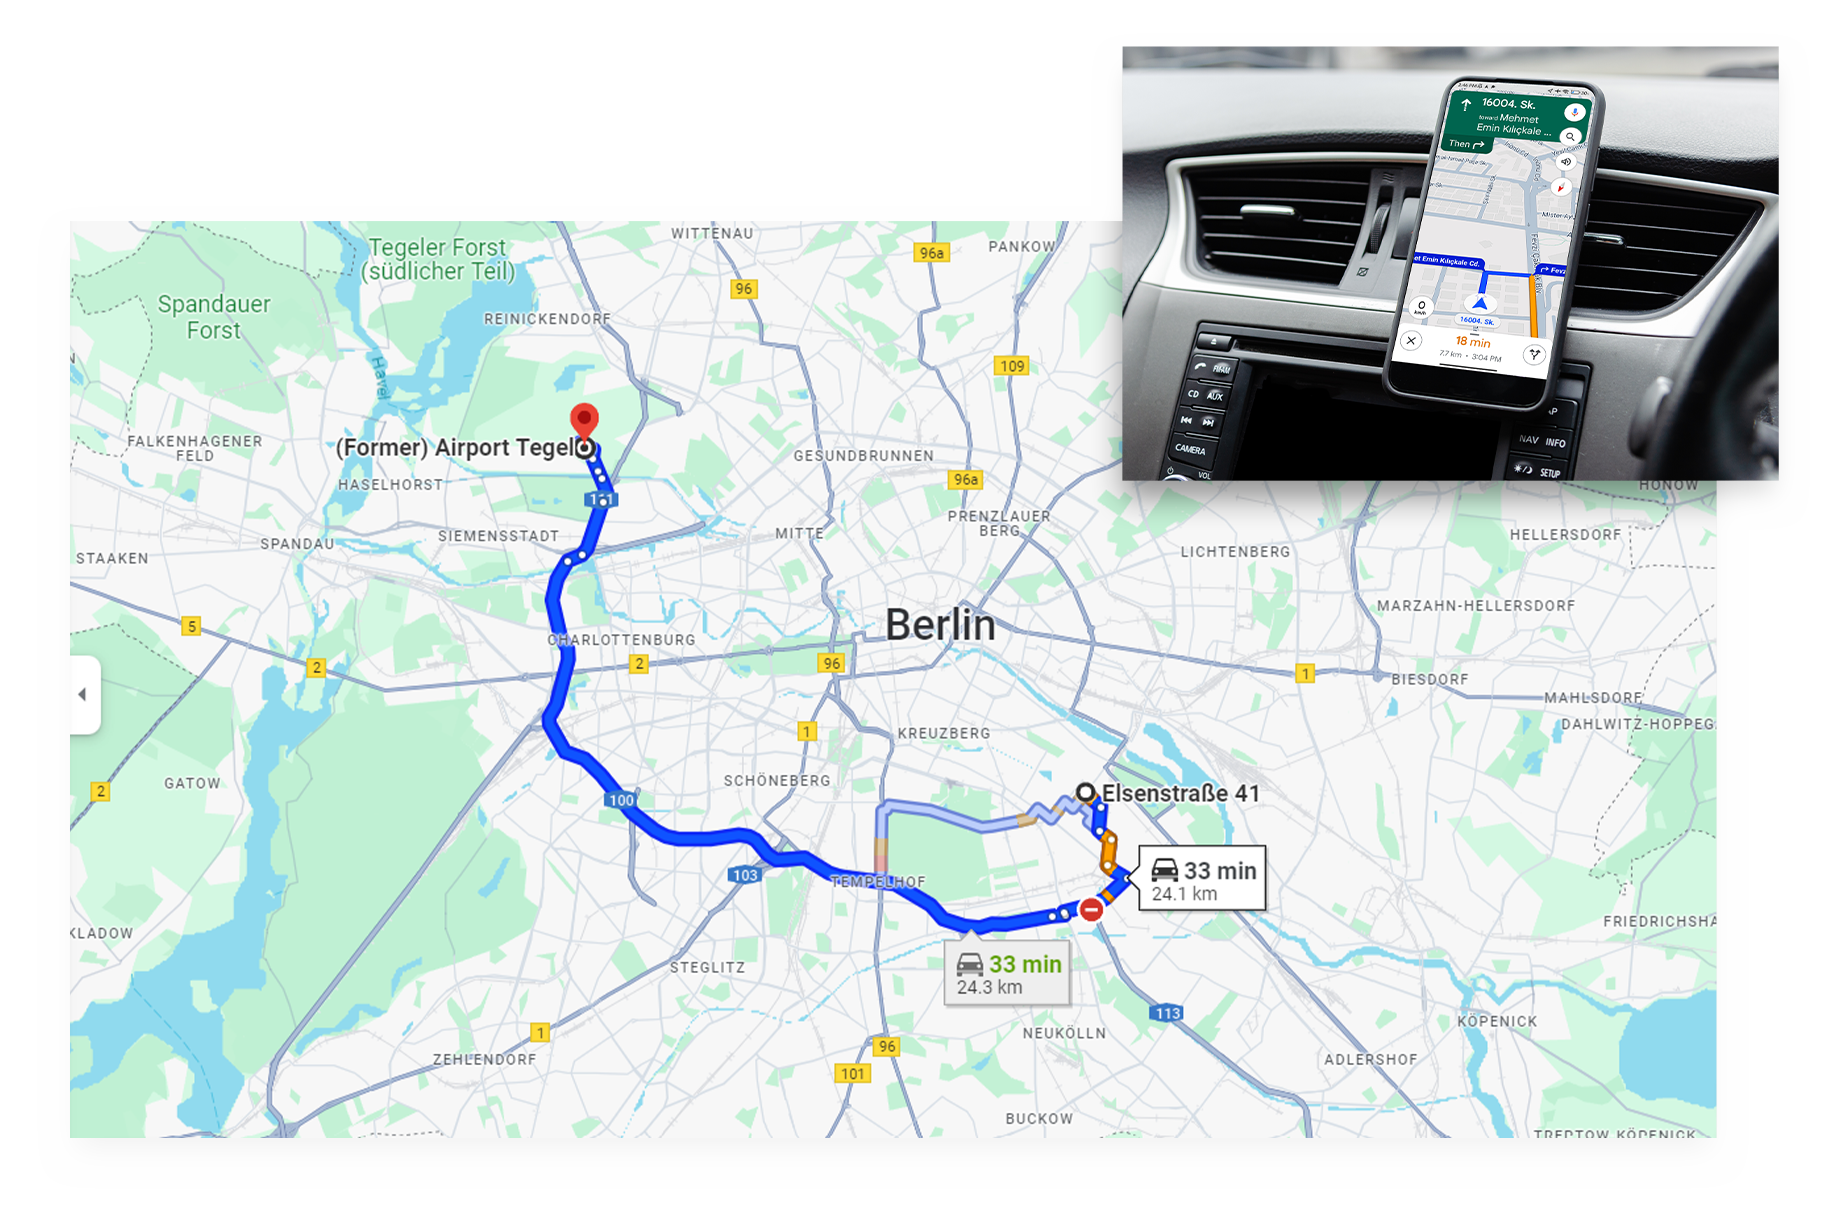 16004. Sk.
toward Mehmet
Emin Kılıçkale ...
Then
et Emin Kılıçkale Cd.
16004. Sk.
0
km/h
18 min
7.7 km • 3:04 PM
CD AUX
CAMERA
VOL
NAV INFO
SETUP
Tegeler Forst
(südlicher Teil)
WITTENAU
96a
PANKOW
96
Spandauer
Forst
REINICKENDORF
Havel
109
FALKENHAGENER
FELD
(Former) Airport Tegel
GESUNDBRUNNEN
HASELHORST
96a
HÖNOW
PRENZLAUER
BERG
SIEMENSSTADT
MITTE
SPANDAU
STAAKEN
LICHTENBERG
HELLERSDORF
MARZAHN-HELLERSDORF
5
Berlin
CHARLOTTENBURG
2
2
96
1
BIESDORF
MAHLSDORF
DAHLWITZ-HOPPEG
1
KREUZBERG
GATOW
SCHÖNEBERG
2
100
Elsenstraße 41
33 min
24.1 km
103
TEMPELHOF
FRIEDRICHSHA
KLADOW
STEGLITZ
33 min
24.3 km
113
KÖPENICK
1
NEUKÖLLN
96
ZEHLENDORF
ADLERSHOF
101
BUCKOW
TREPTOW KÖPENICK